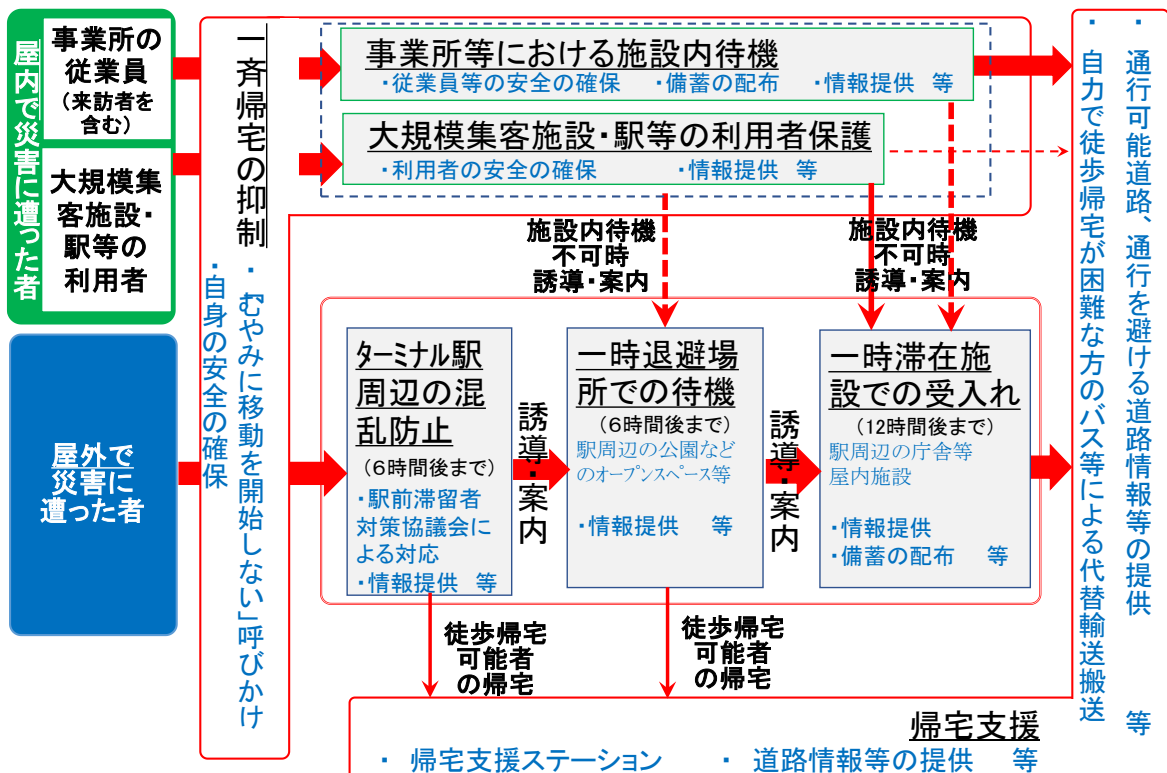 屋内で災害に遭った者
事業所の
従業員
(来訪者を
含む)
大規模集
客施設・
駅等の
利用者
屋外で
災害に
遭った者
一斉帰宅の抑制
・むやみに移動を開始しない」呼びかけ
・自身の安全の確保
事業所等における施設内待機
・従業員等の安全の確保　・備蓄の配布　・情報提供 等
大規模集客施設・駅等の利用者保護
・利用者の安全の確保　・情報提供 等
施設内待機
不可時
誘導・案内
施設内待機
不可時
誘導・案内
ターミナル駅
周辺の混
乱防止
(6時間後まで)
・駅前滞留者
対策協議会に
よる対応
・情報提供 等
誘導・案内
一時退避場
所での待機
(6時間後まで)
駅周辺の公園など
のオープンスペース等
・情報提供 等
誘導・案内
一時滞在施
設での受入れ
(12時間後まで)
駅周辺の庁舎等
屋内施設
・情報提供
・備蓄の配布 等
徒歩帰宅
可能者
の帰宅
徒歩帰宅
可能者
の帰宅
帰宅支援
・ 帰宅支援ステーション　・ 道路情報等の提供 等
・通行可能道路、通行を避ける道路情報等の提供 等
・自力で徒歩帰宅が困難な方のバス等による代替輸送搬送